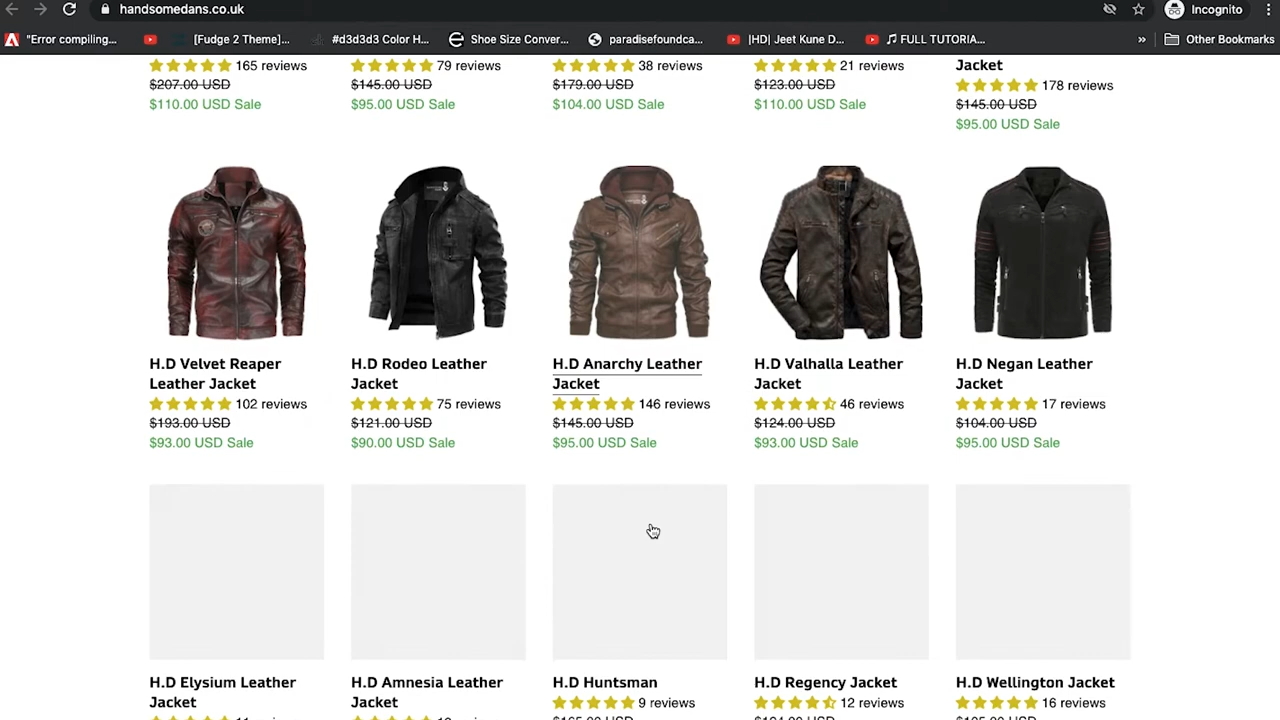 handsomedans.co.uk
Incognito
"Error compiling...
[Fudge 2 Theme]...
#d3d3d3 Color H...
Shoe Size Conver...
paradisefoundca...
|HD| Jeet Kune D...
♫ FULL TUTORIA...
»
Other Bookmarks
165 reviews
$207.00 USD
$110.00 USD Sale
79 reviews
$145.00 USD
$95.00 USD Sale
38 reviews
$179.00 USD
$104.00 USD Sale
21 reviews
$123.00 USD
$110.00 USD Sale
Jacket
178 reviews
$145.00 USD
$95.00 USD Sale
H.D Velvet Reaper
Leather Jacket
102 reviews
$193.00 USD
$93.00 USD Sale
H.D Rodeo Leather
Jacket
75 reviews
$121.00 USD
$90.00 USD Sale
H.D Anarchy Leather
Jacket
146 reviews
$145.00 USD
$95.00 USD Sale
H.D Valhalla Leather
Jacket
46 reviews
$124.00 USD
$93.00 USD Sale
H.D Negan Leather
Jacket
17 reviews
$104.00 USD
$95.00 USD Sale
H.D Elysium Leather
Jacket
H.D Amnesia Leather
Jacket
H.D Huntsman
9 reviews
H.D Regency Jacket
12 reviews
H.D Wellington Jacket
16 reviews